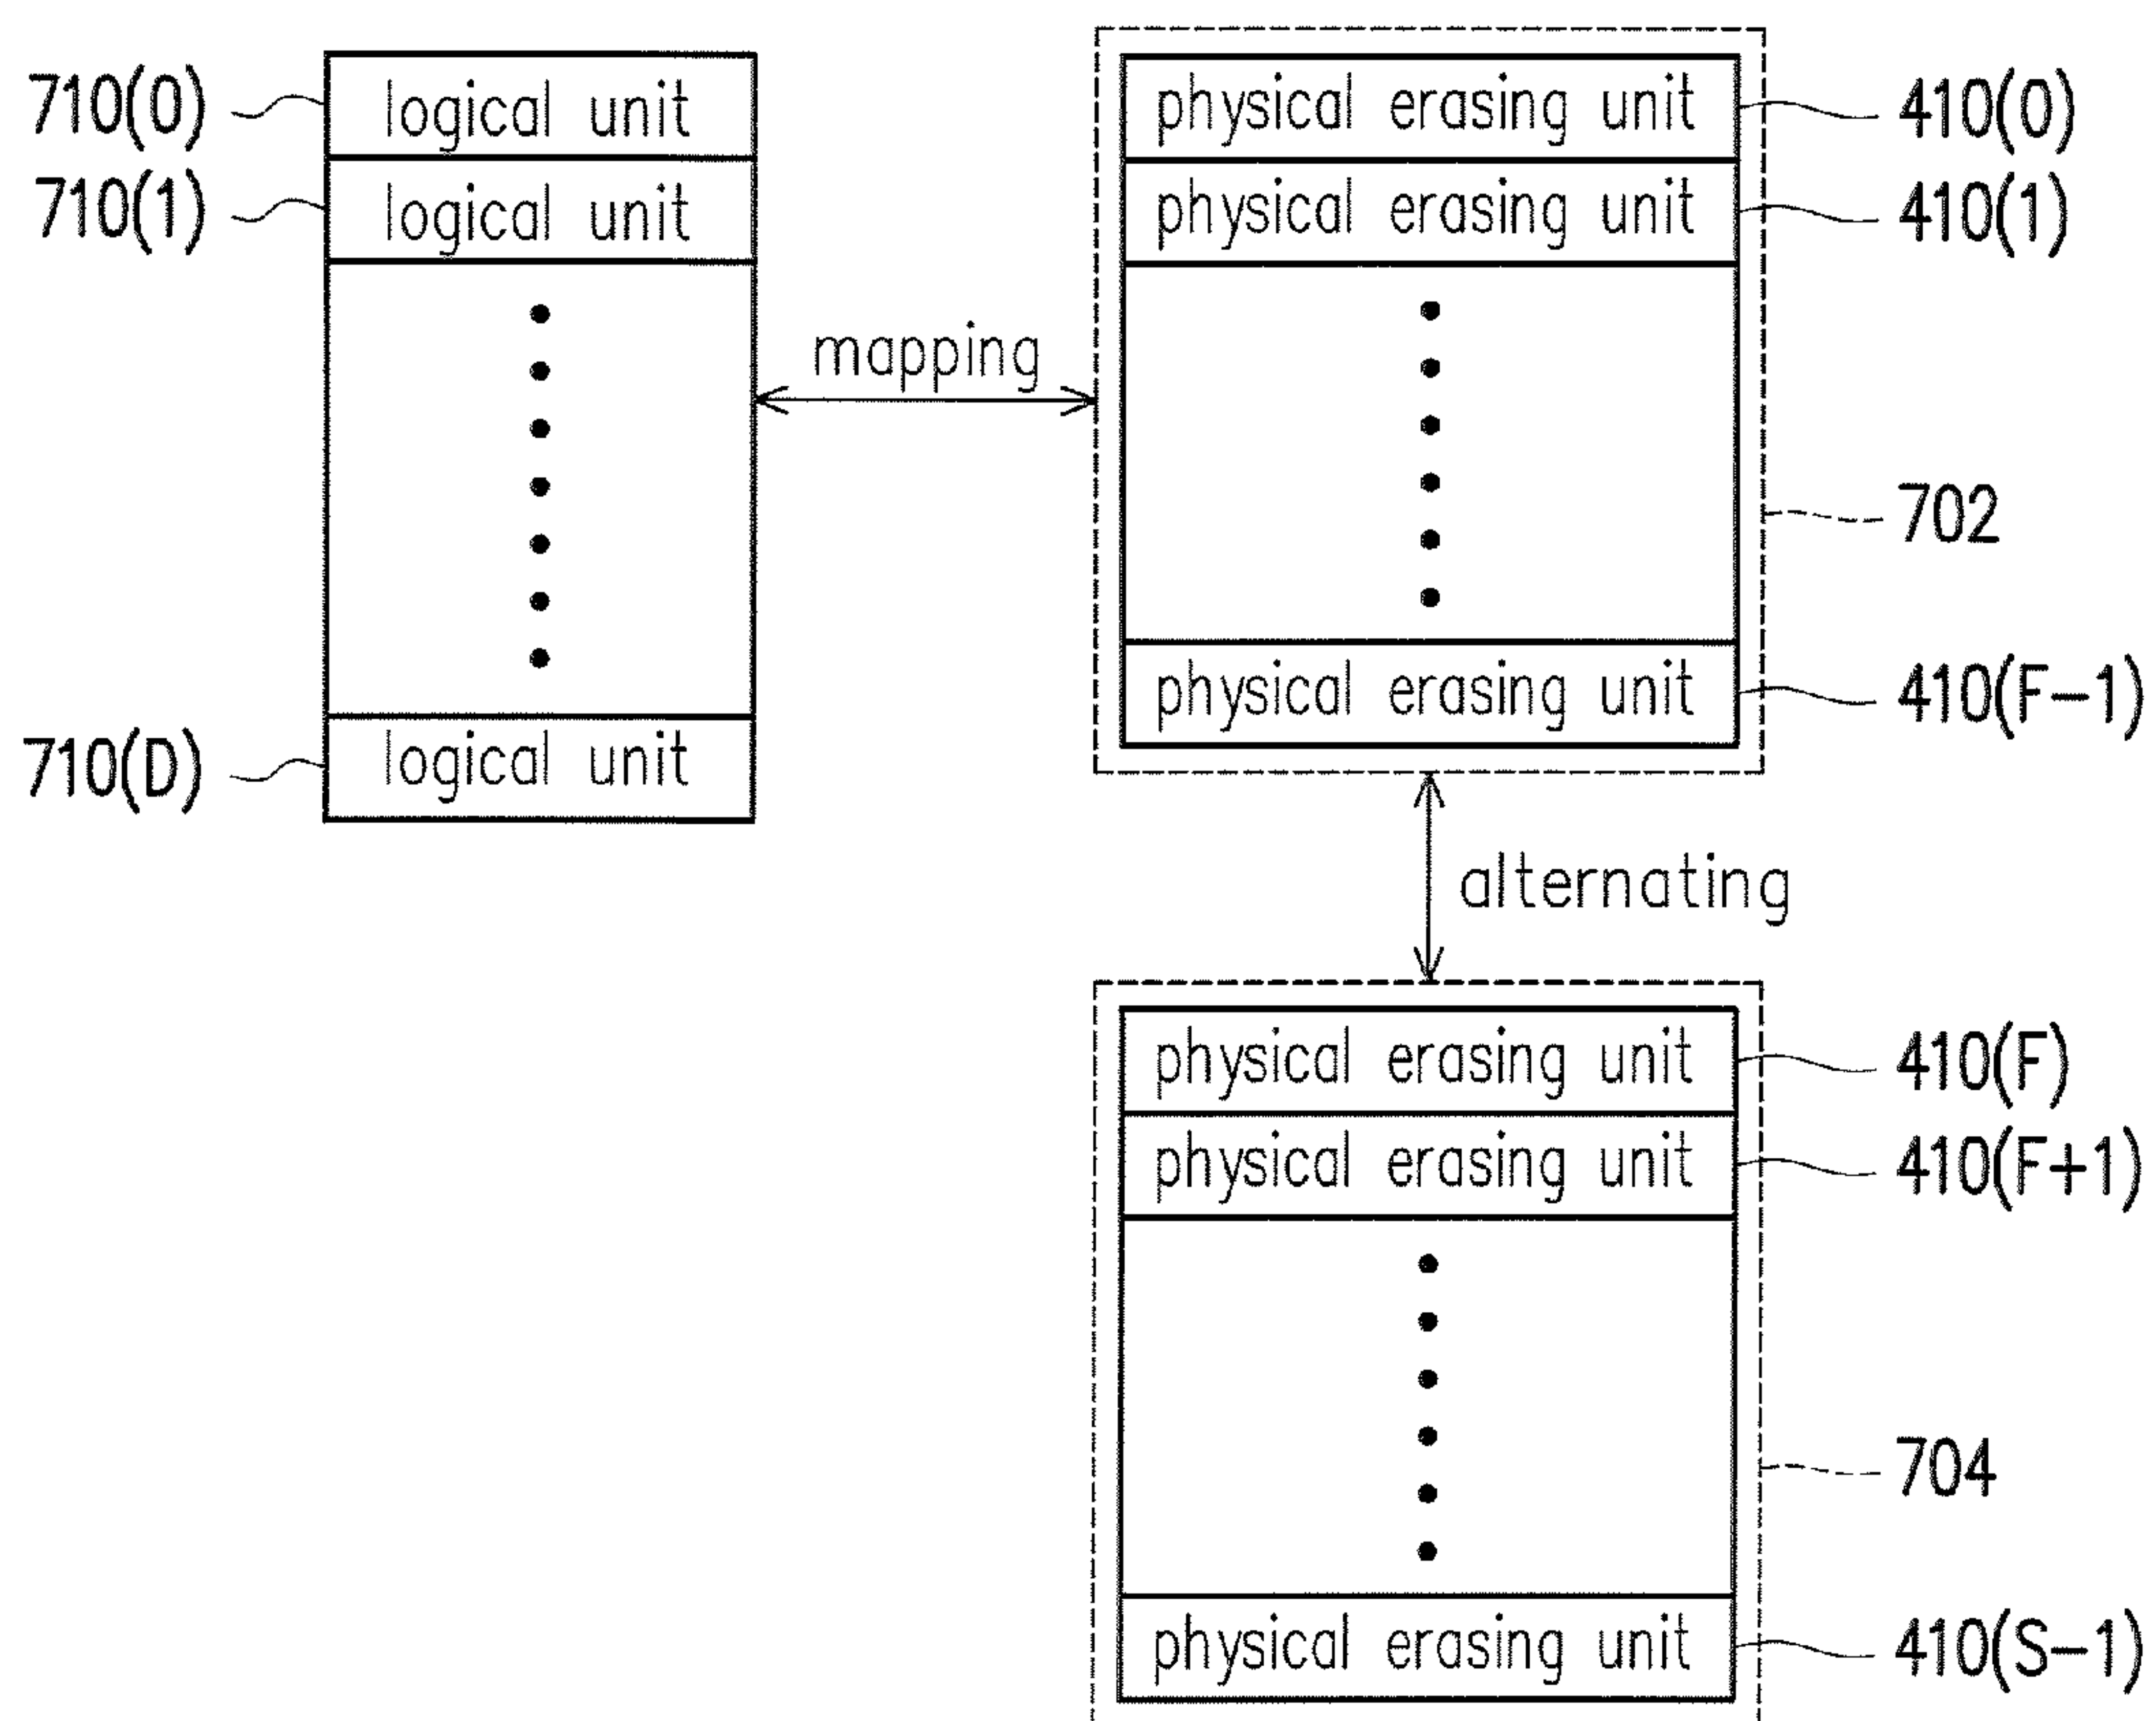 710(0) logical unit
710(1) logical unit
710(D) logical unit
mapping
physical erasing unit 410(0)
physical erasing unit 410(1)
702
physical erasing unit 410(F-1)
alternating
physical erasing unit 410(F)
physical erasing unit 410(F+1)
704
physical erasing unit 410(S-1)